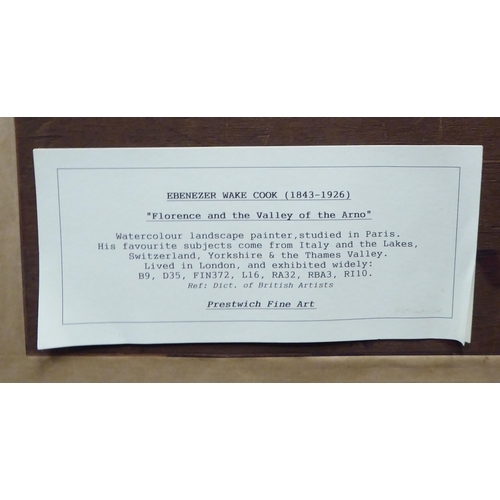 EBENEZER WAKE COOK (1843-1926)
"Florence and the Valley of the Arno"
Watercolour landscape painter,studied in Paris.
His favourite subjects come from Italy and the Lakes,
Switzerland, Yorkshire & the Thames Valley.
Lived in London, and exhibited widely:
B9, D35, FIN372, L16, RA32, RBA3, RI10.
Ref: Dict. of British Artists
Prestwich Fine Art